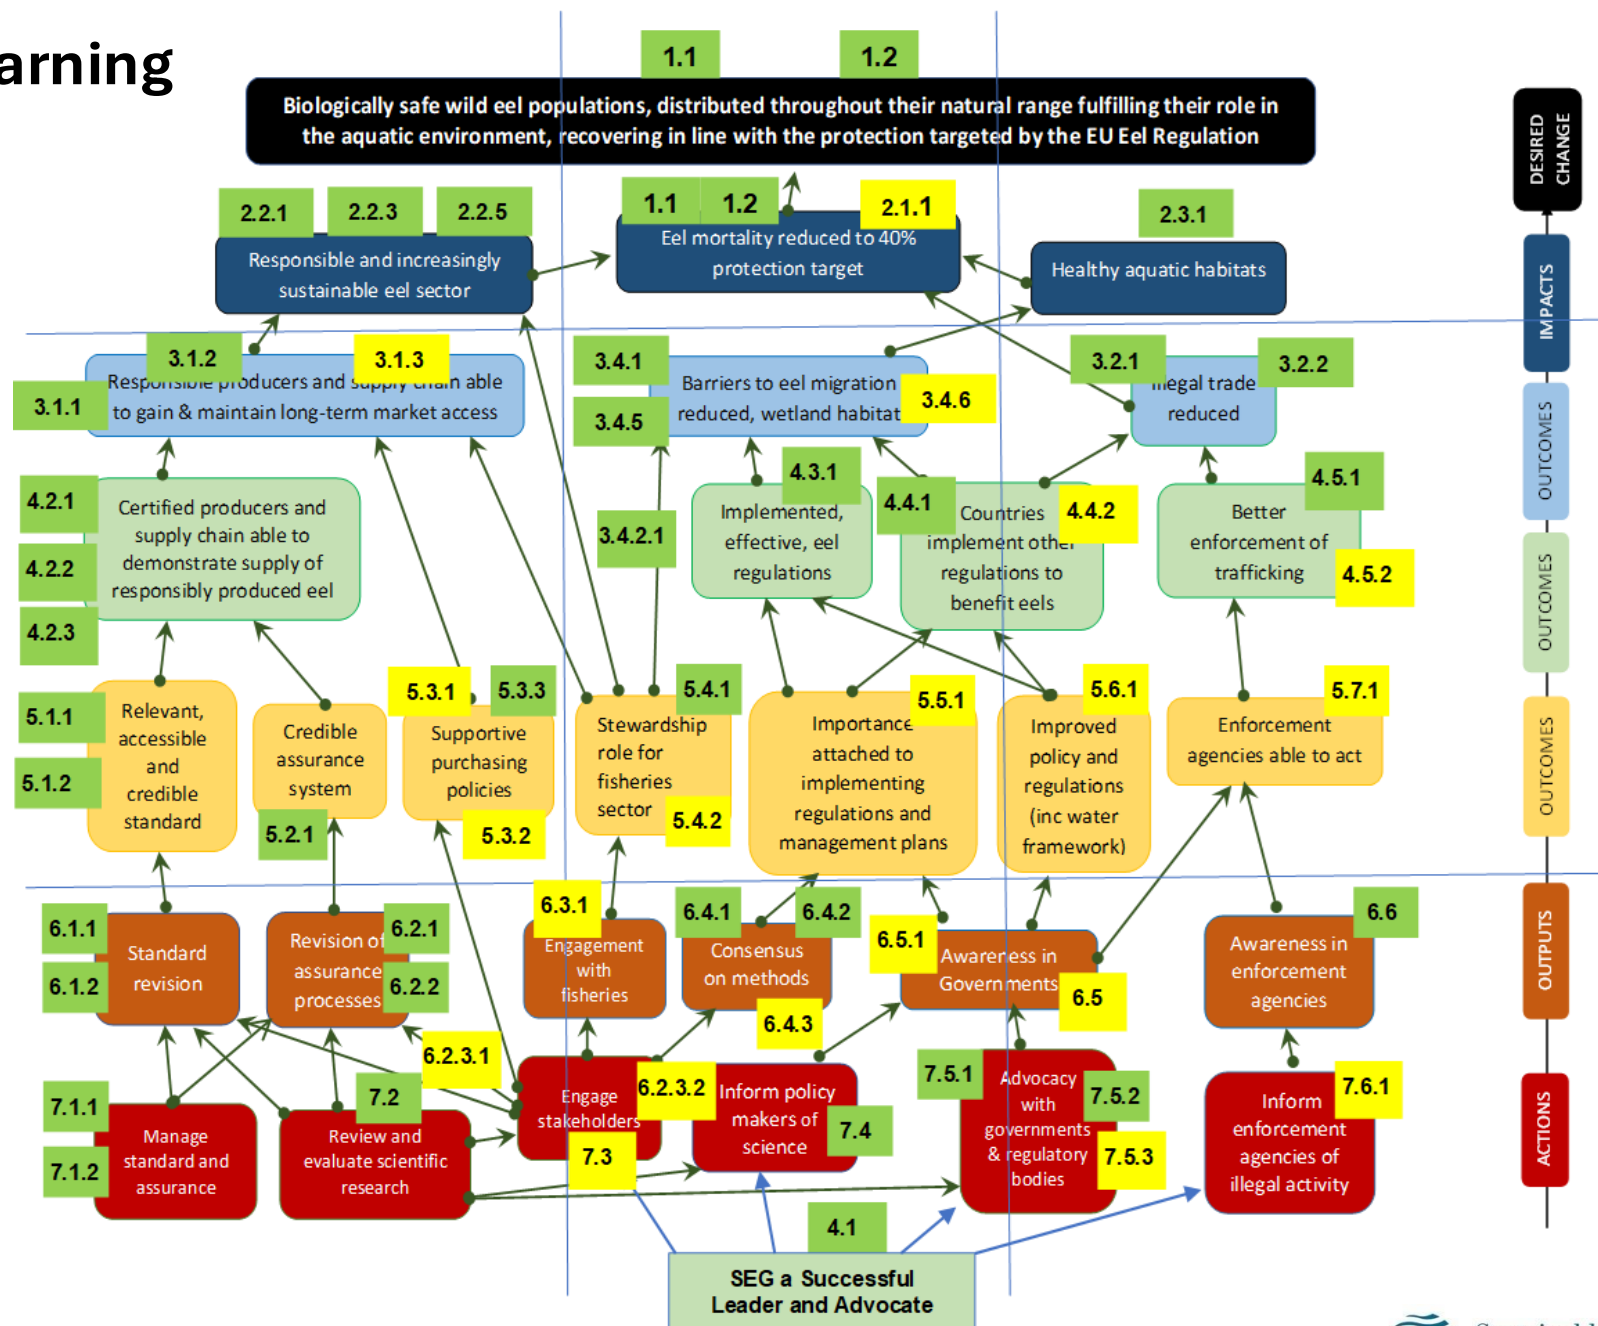 arning
1.1
1.2
Biologically safe wild eel populations, distributed throughout their natural range fulfilling their role in
the aquatic environment, recovering in line with the protection targeted by the EU Eel Regulation
DESIRED
CHANGE
2.2.1
2.2.3
2.2.5
1.1
1.2
2.1.1
2.3.1
Responsible and increasingly
sustainable eel sector
Eel mortality reduced to 40%
protection target
Healthy aquatic habitats
IMPACTS
3.1.2
3.1.3
3.1.1
Responsible producers and supply chain able
to gain & maintain long-term market access
3.4.1
3.4.5
Barriers to eel migration
reduced, wetland habitat
3.4.6
3.2.1
3.2.2
Illegal trade
reduced
OUTCOMES
4.2.1
4.2.2
4.2.3
Certified producers and
supply chain able to
demonstrate supply of
responsibly produced eel
3.4.2.1
4.3.1
Implemented,
effective, eel
regulations
4.4.1
4.4.2
Countries
implement other
regulations to
benefit eels
4.5.1
4.5.2
Better
enforcement of
trafficking
OUTCOMES
5.1.1
5.1.2
Relevant,
accessible
and
credible
standard
Credible
assurance
system
5.2.1
5.3.1
5.3.3
Supportive
purchasing
policies
5.3.2
5.4.1
Stewardship
role for
fisheries
sector
5.4.2
5.5.1
Importance
attached to
implementing
regulations and
management plans
5.6.1
Improved
policy and
regulations
(inc water
framework)
5.7.1
Enforcement
agencies able to act
OUTCOMES
6.1.1
6.1.2
Standard
revision
Revision of
assurance
processes
6.2.1
6.2.2
6.3.1
Engagement
with
fisheries
6.4.1
6.4.2
Consensus
on methods
6.4.3
6.5.1
Awareness in
Governments
6.5
6.6
Awareness in
enforcement
agencies
OUTPUTS
6.2.3.1
7.1.1
7.1.2
Manage
standard and
assurance
7.2
Review and
evaluate scientific
research
Engage
stakeholders
6.2.3.2
7.3
Inform policy
makers of
science
7.4
7.5.1
Advocacy
with
governments
& regulatory
bodies
7.5.2
7.5.3
7.6.1
Inform
enforcement
agencies of
illegal activity
ACTIONS
4.1
SEG a Successful
Leader and Advocate